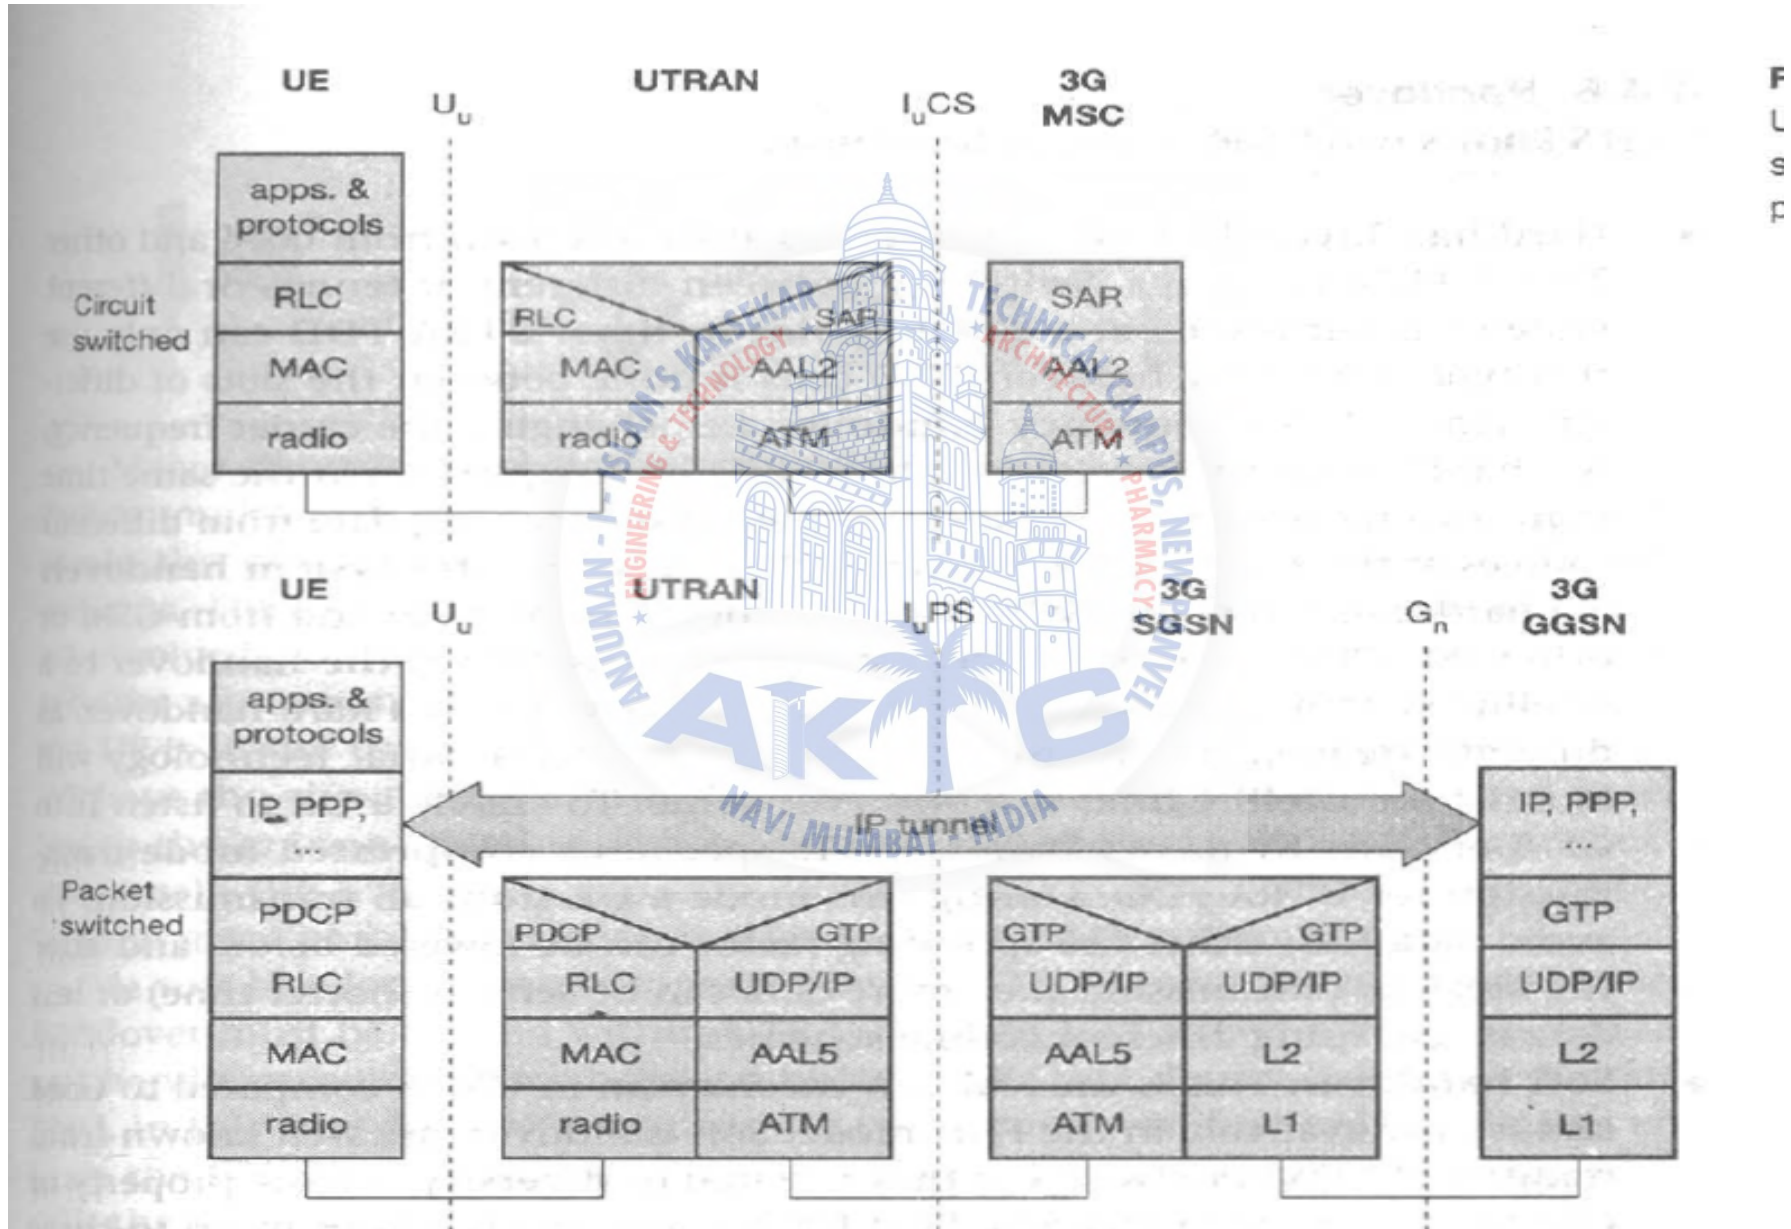 UE UTRAN 3G
MSC
Uu IuCS
apps. &
protocols
Circuit
switched
RLC RLC SAR SAR
MAC MAC AAL2 AAL2
radio radio ATM ATM
UE UTRAN 3G
SGSN 3G
GGSN
Uu IuPS Gn
apps. &
protocols
IP, PPP,
...
IP tunnel
IP, PPP,
...
Packet
switched
PDCP PDCP GTP GTP GTP GTP
RLC RLC UDP/IP UDP/IP UDP/IP UDP/IP
MAC MAC AAL5 AAL5 L2 L2
radio radio ATM ATM L1 L1
ANJUMAN - I - ISLAM'S KALSEKAR TECHNICAL CAMPUS, NEW PANVEL
ENGINEERING & TECHNOLOGY ARCHITECTURE PHARMACY
AKTC
NAVI MUMBAI - INDIA